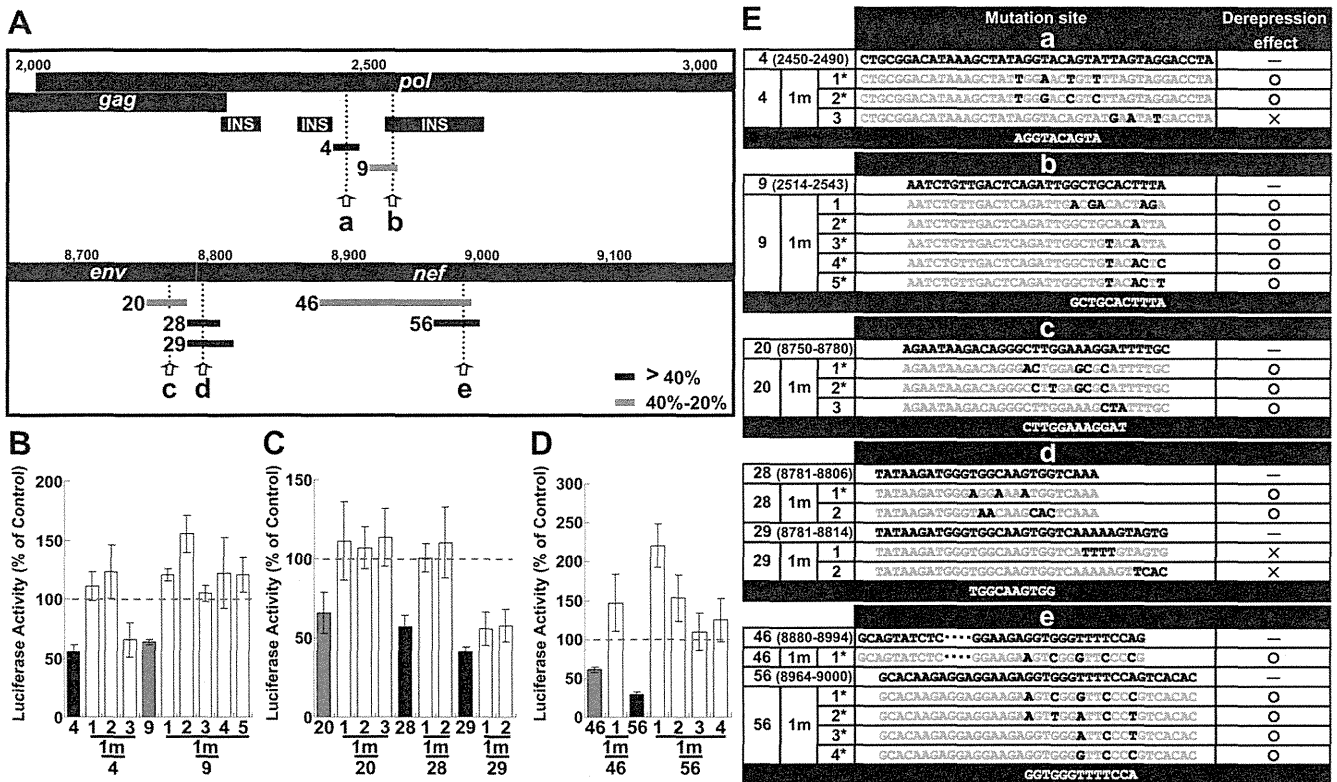 A
2,000 2,500 3,000
pol
gag
INS INS INS
4
9
a b
8,700 8,800 8,900 9,000 9,100
env nef
20 46
28 56
29
c d e
> 40%
40%-20%
B
Luciferase Activity (% of Control)
200
150
100
50
0
4 1 2 3 9 1 2 3 4 5
1m 1m
4 9
C
Luciferase Activity (% of Control)
150
100
50
0
20 1 2 3 28 1 2 29 1 2
1m 1m 1m
20 28 29
D
Luciferase Activity (% of Control)
300
250
200
150
100
50
0
46 1 56 1 2 3 4
1m 1m
46 56
E
Mutation site Derepression effect
a
4 (2450-2490) CTGCGGACATAAAGCTATAGGTACAGTATTAGTAGGACCTA —
4 1m 1* CTGCGGACATAAAGCTATTGGAACTGTTTTAGTAGGACCTA O
2* CTGCGGACATAAAGCTATTGGGACCGTCTTAGTAGGACCTA O
3 CTGCGGACATAAAGCTATAGGTACAGTATGAATATGACCTA ×
AGGTACAGTA
b
9 (2514-2543) AATCTGTTGACTCAGATTGGCTGCACTTTA —
9 1m 1 AATCTGTTGACTCAGATTCACGACACTAGA O
2* AATCTGTTGACTCAGATTGGCTGCACATTA O
3* AATCTGTTGACTCAGATTGGCTGTACATTA O
4* AATCTGTTGACTCAGATTGGCTGTACACTC O
5* AATCTGTTGACTCAGATTGGCTGTACACTT O
GCTGCACTTTA
c
20 (8750-8780) AGAATAAGACAGGGCTTGGAAAGGATTTTGC —
20 1m 1* AGAATAAGACAGGGACTGGAGCGCATTTTGC O
2* AGAATAAGACAGGGCCTTGAGCGCATTTTGC O
3 AGAATAAGACAGGGCTTGGAAAGCTATTTGC O
CTTGGAAAGGAT
d
28 (8781-8806) TATAAGATGGGTGGCAAGTGGTCAAA —
28 1m 1* TATAAGATGGGAGGAAAATGGTCAAA O
2 TATAAGATGGGTAACAAGCACTCAAA O
29 (8781-8814) TATAAGATGGGTGGCAAGTGGTCAAAAAGTAGTG —
29 1m 1 TATAAGATGGGTGGCAAGTGGTCATTTTGTAGTG ×
2 TATAAGATGGGTGGCAAGTGGTCAAAAAGTTCAC ×
TGGCAAGTGG
e
46 (8880-8994) GCAGTATCTC····GGAAGAGGTGGGTTTTCCAG —
46 1m 1* GCAGTATCTC····GGAAGAAGTCGGGTTCCCCG O
56 (8964-9000) GCACAAGAGGAGGAAGAGGTGGGTTTTCCAGTCACAC —
56 1m 1* GCACAAGAGGAGGAAGAAGTCGGGTTCCCCGTCACAC O
2* GCACAAGAGGAGGAAGAAGTTGGATTCCCTGTCACAC O
3* GCACAAGAGGAGGAAGAGGTGGGATTCCCTGTCACAC O
4* GCACAAGAGGAGGAAGAGGTGGGGTTCCCCGTCACAC O
GGTGGGTTTTCCA